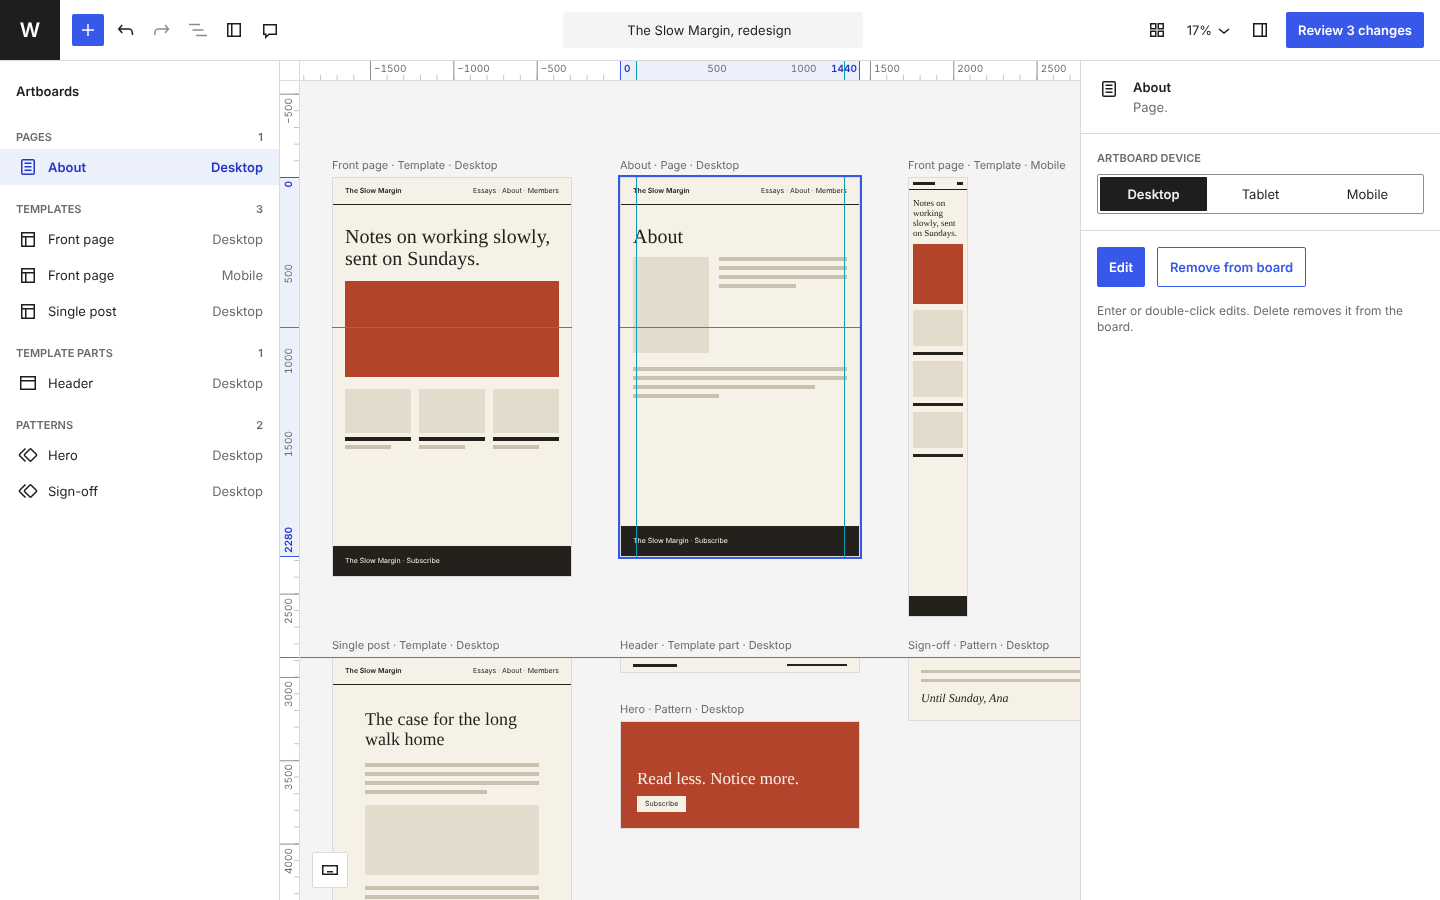 W
The Slow Margin, redesign
17%
Review 3 changes
Artboards
PAGES 1
About Desktop
TEMPLATES 3
Front page Desktop
Front page Mobile
Single post Desktop
TEMPLATE PARTS 1
Header Desktop
PATTERNS 2
Hero Desktop
Sign-off Desktop
−1500 −1000 −500 0 500 1000 1440 1500 2000 2500
−500
0
500
1000
1500
2280
2500
3000
3500
4000
Front page · Template · Desktop
The Slow Margin Essays · About · Members
Notes on working slowly,
sent on Sundays.
The Slow Margin · Subscribe
About · Page · Desktop
The Slow Margin Essays · About · Members
About
The Slow Margin · Subscribe
Front page · Template · Mobile
Notes on
working
slowly, sent
on Sundays.
Single post · Template · Desktop
The Slow Margin Essays · About · Members
The case for the long
walk home
Header · Template part · Desktop
Hero · Pattern · Desktop
Read less. Notice more.
Subscribe
Sign-off · Pattern · Desktop
Until Sunday, Ana
About
Page.
ARTBOARD DEVICE
Desktop Tablet Mobile
Edit Remove from board
Enter or double-click edits. Delete removes it from the
board.